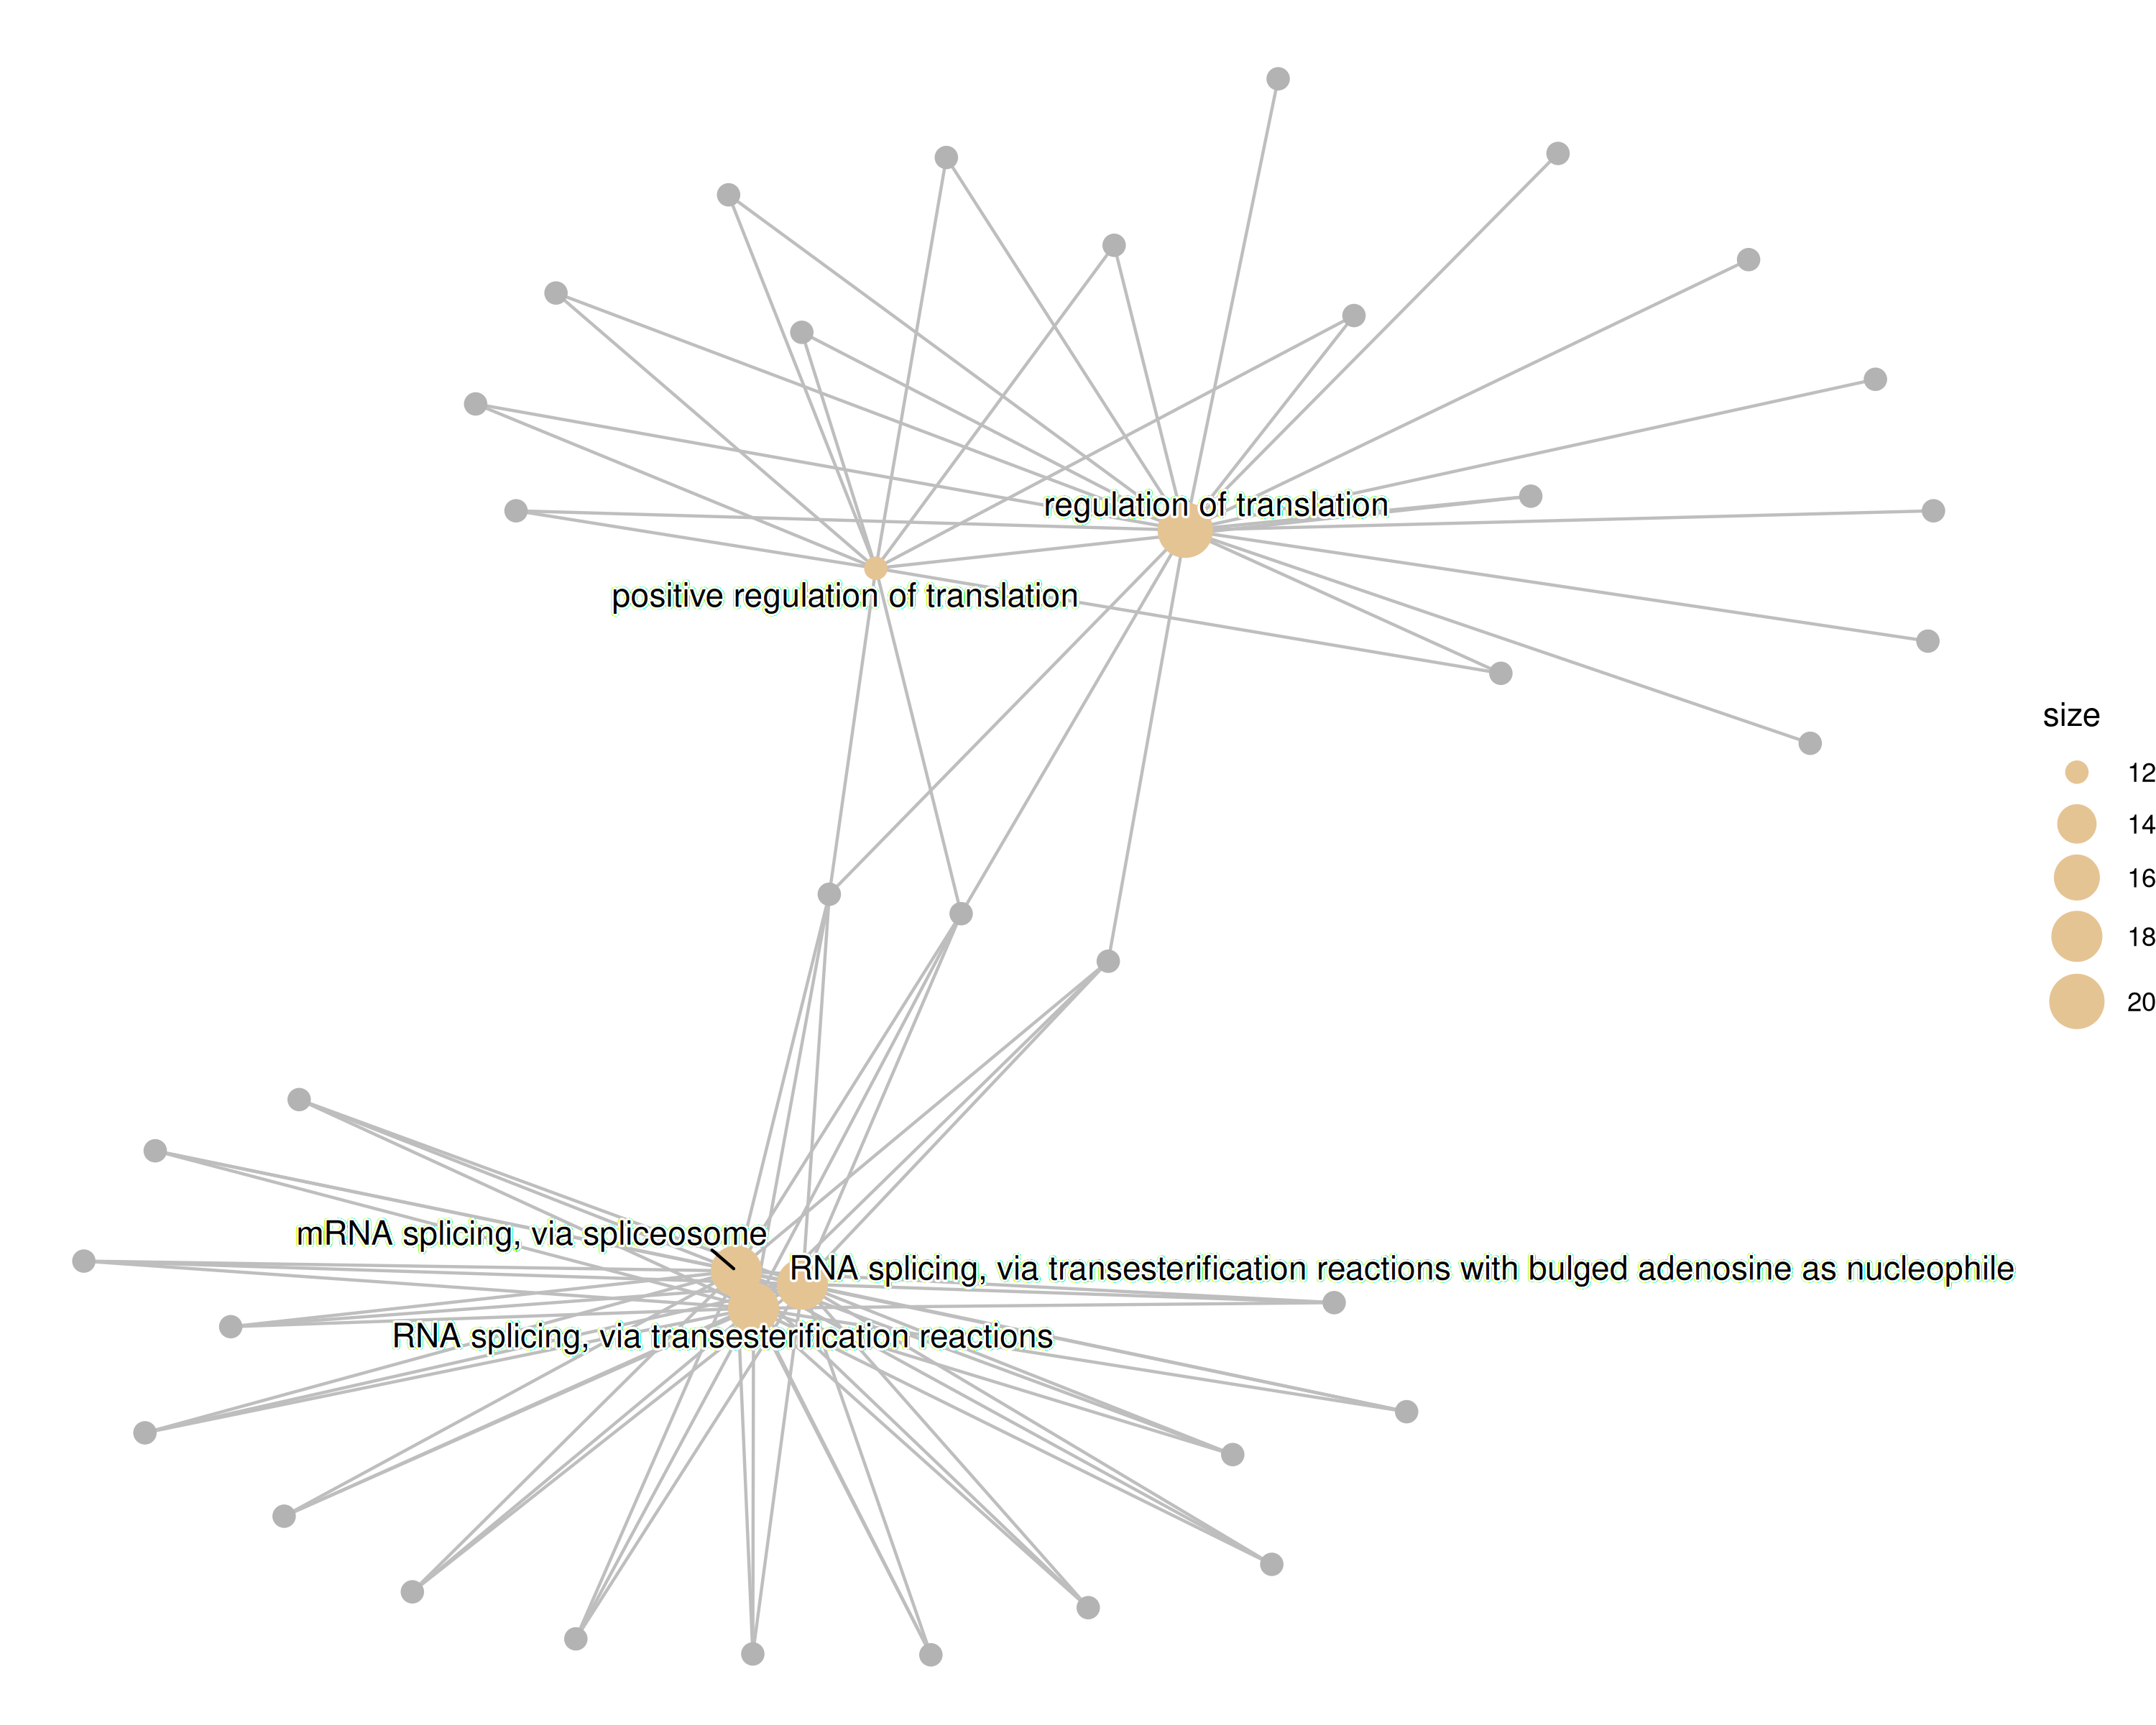 regulation of translation
positive regulation of translation
size
12
14
16
18
20
mRNA splicing, via spliceosome
RNA splicing, via transesterification reactions with bulged adenosine as nucleophile
RNA splicing, via transesterification reactions